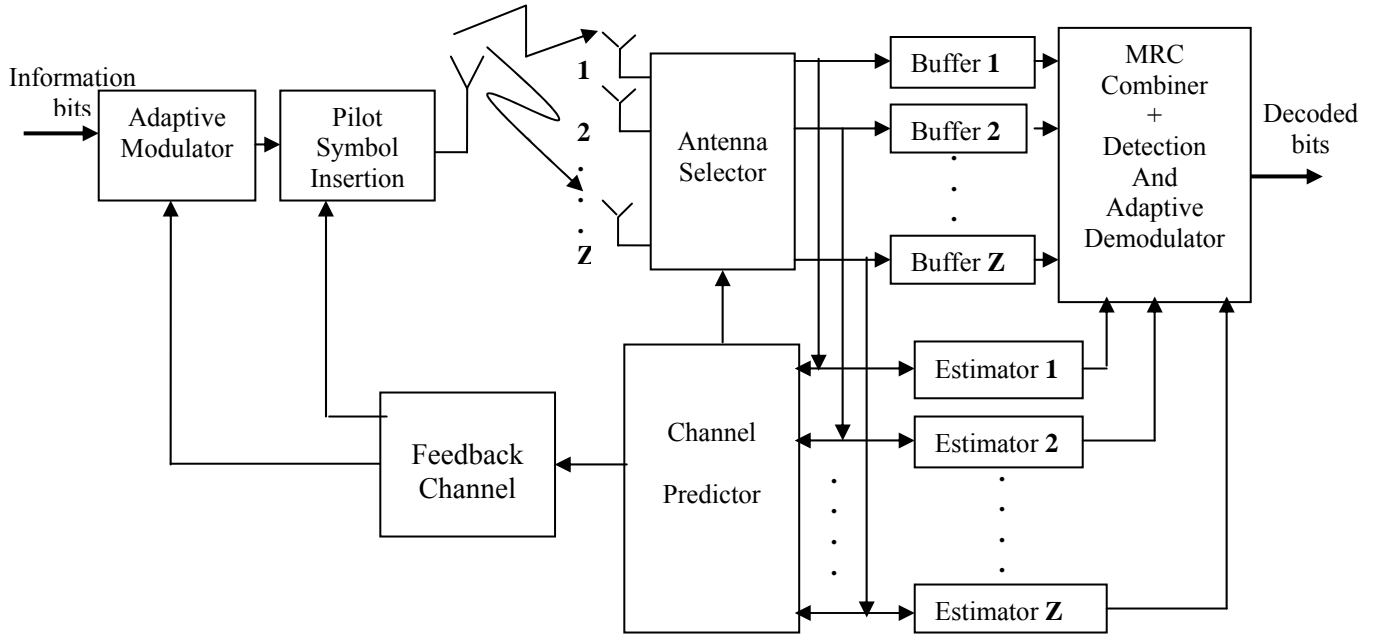 Information
bits
Adaptive
Modulator
Pilot
Symbol
Insertion
1
2
.
.
.
Z
Antenna
Selector
Buffer 1
Buffer 2
.
.
.
Buffer Z
MRC
Combiner
+
Detection
And
Adaptive
Demodulator
Decoded
bits
Feedback
Channel
Channel
Predictor
.
.
.
.
Estimator 1
Estimator 2
.
.
.
.
Estimator Z